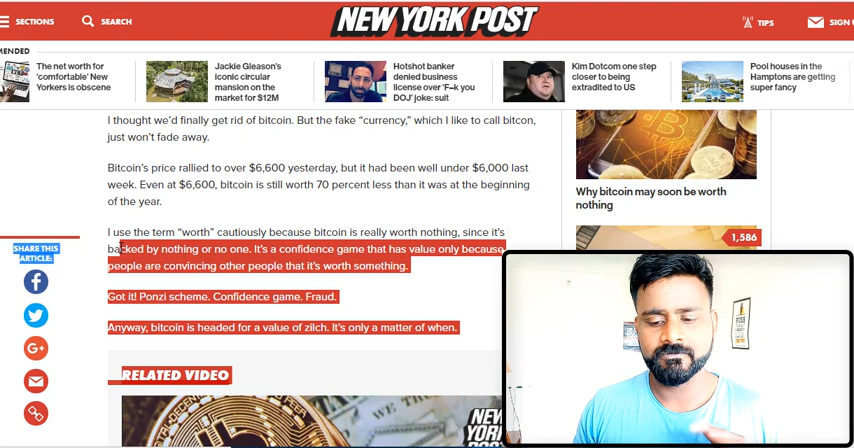 SECTIONS
SEARCH
NEW YORK POST
TIPS
SIGN
MENDED
The net worth for
‘comfortable’ New
Yorkers is obscene
Jackie Gleason’s
iconic circular
mansion on the
market for $12M
Hotshot banker
denied business
license over ‘F–k you
DOJ’ joke: suit
Kim Dotcom one step
closer to being
extradited to US
Pool houses in the
Hamptons are getting
super fancy
I thought we’d finally get rid of bitcoin. But the fake “currency,” which I like to call bitcon,
just won’t fade away.
Bitcoin’s price rallied to over $6,600 yesterday, but it had been well under $6,000 last
week. Even at $6,600, bitcoin is still worth 70 percent less than it was at the beginning
of the year.
I use the term “worth” cautiously because bitcoin is really worth nothing, since it’s
backed by nothing or no one. It’s a confidence game that has value only because
people are convincing other people that it’s worth something.
Got it! Ponzi scheme. Confidence game. Fraud.
Anyway, bitcoin is headed for a value of zilch. It’s only a matter of when.
RELATED VIDEO
SHARE THIS
ARTICLE:
Why bitcoin may soon be worth
nothing
1,586
NEW